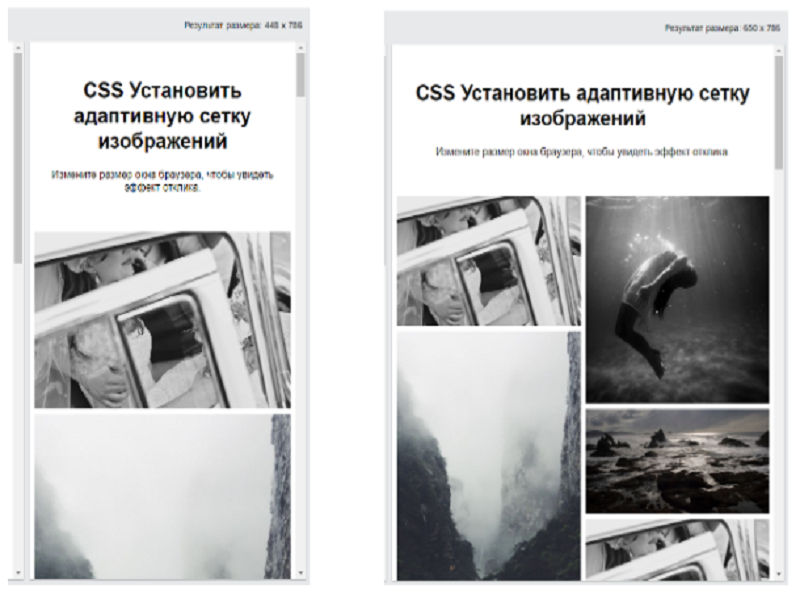 Результат размера: 448 x 786
CSS Установить
адаптивную сетку
изображений
Измените размер окна браузера, чтобы увидеть
эффект отклика.
Результат размера: 650 x 786
CSS Установить адаптивную сетку
изображений
Измените размер окна браузера, чтобы увидеть эффект отклика